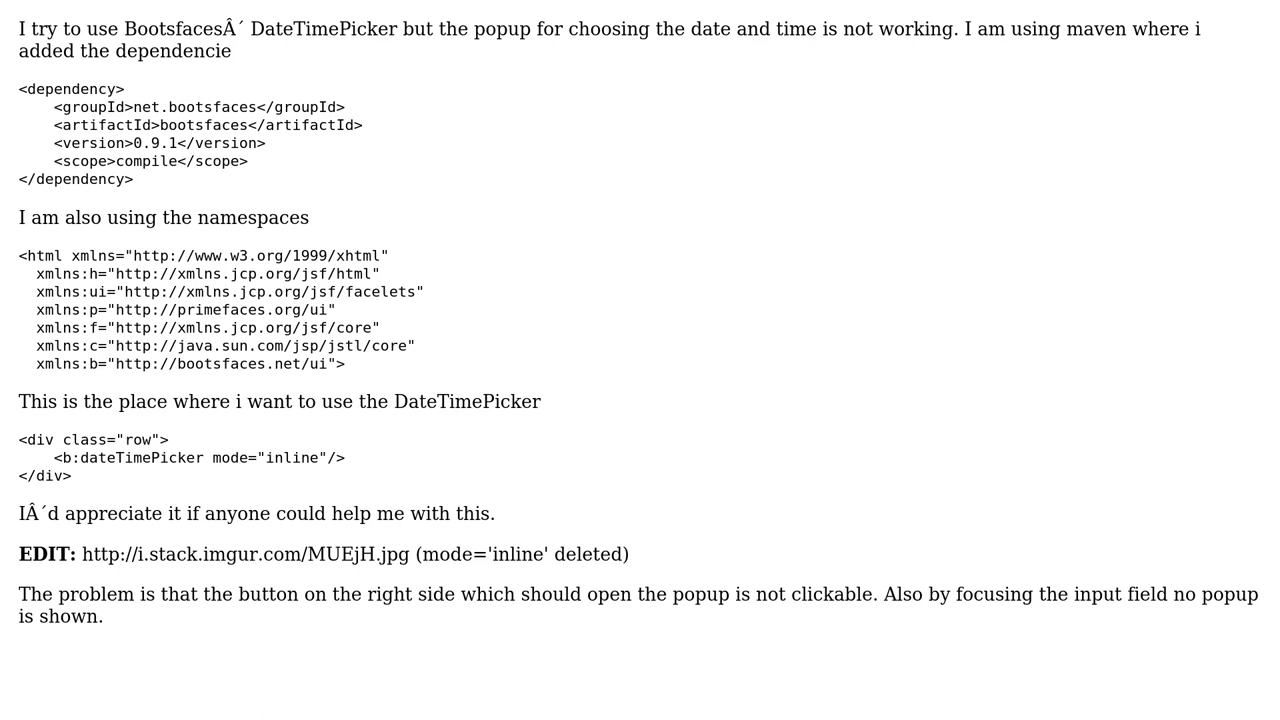 I try to use BootsfacesÂ´ DateTimePicker but the popup for choosing the date and time is not working. I am using maven where i
added the dependencie
<dependency>
    <groupId>net.bootsfaces</groupId>
    <artifactId>bootsfaces</artifactId>
    <version>0.9.1</version>
    <scope>compile</scope>
</dependency>
I am also using the namespaces
<html xmlns="http://www.w3.org/1999/xhtml"
  xmlns:h="http://xmlns.jcp.org/jsf/html"
  xmlns:ui="http://xmlns.jcp.org/jsf/facelets"
  xmlns:p="http://primefaces.org/ui"
  xmlns:f="http://xmlns.jcp.org/jsf/core"
  xmlns:c="http://java.sun.com/jsp/jstl/core"
  xmlns:b="http://bootsfaces.net/ui">
This is the place where i want to use the DateTimePicker
<div class="row">
    <b:dateTimePicker mode="inline"/>
</div>
IÂ´d appreciate it if anyone could help me with this.
EDIT: http://i.stack.imgur.com/MUEjH.jpg (mode='inline' deleted)
The problem is that the button on the right side which should open the popup is not clickable. Also by focusing the input field no popup
is shown.